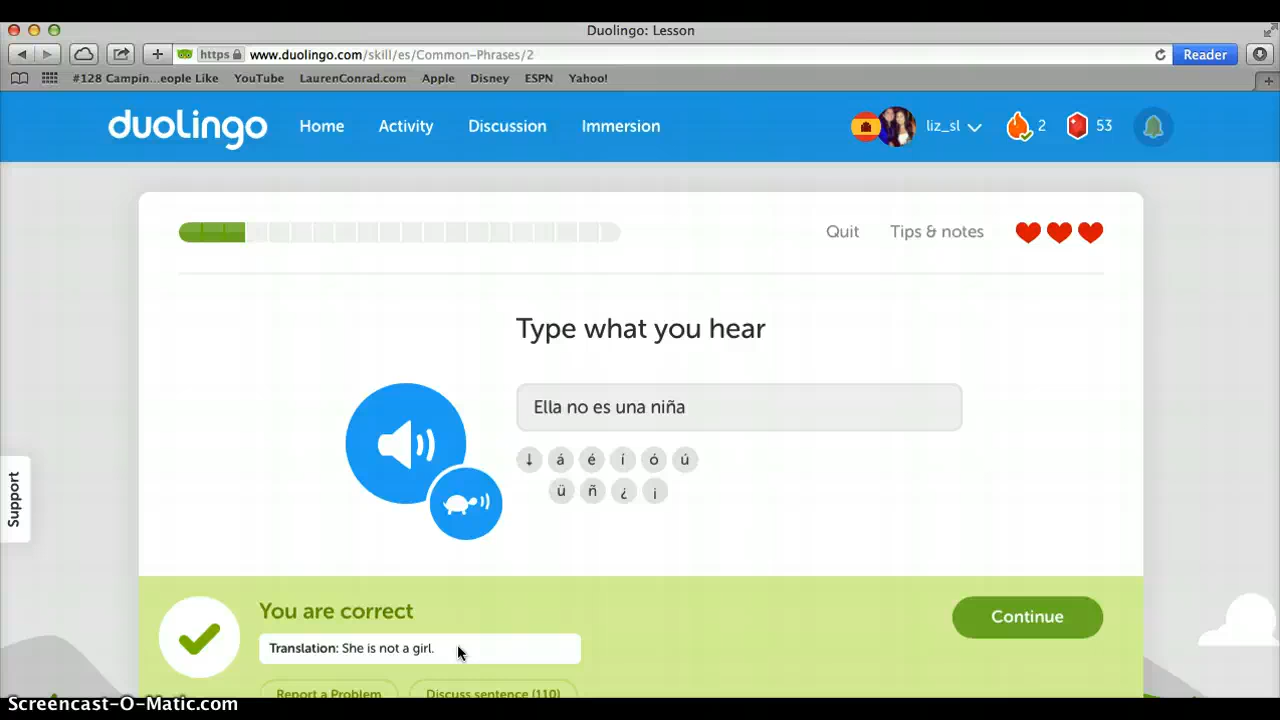 Duolingo: Lesson
https www.duolingo.com/skill/es/Common-Phrases/2 Reader
#128 Campin...eople Like YouTube LaurenConrad.com Apple Disney ESPN Yahoo!
duolingo Home Activity Discussion Immersion liz_sl 2 53
Quit Tips & notes
Type what you hear
Ella no es una niña
↓ á é í ó ú
ü ñ ¿ ¡
Support
You are correct
Continue
Translation: She is not a girl.
Report a Problem Discuss sentence (110)
Screencast-O-Matic.com